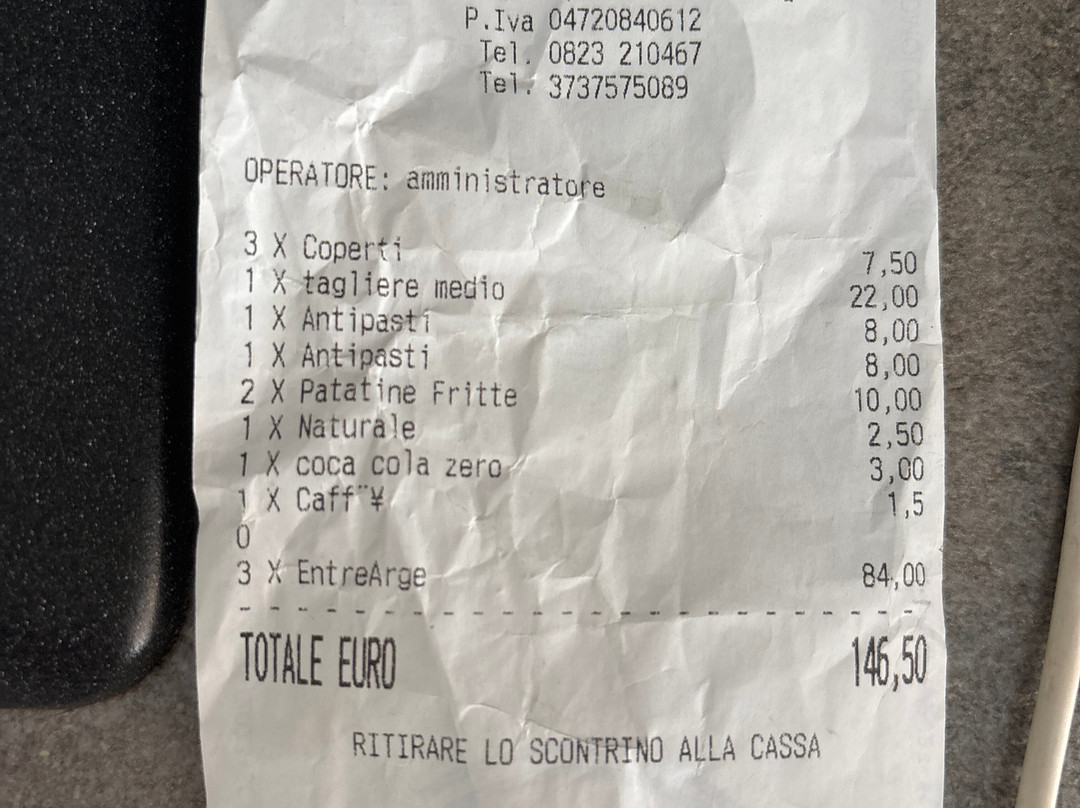 P.Iva 04720840612
Tel. 0823 210467
Tel. 3737575089
OPERATORE: amministratore
3 X Coperti 7,50
1 X tagliere medio 22,00
1 X Antipasti 8,00
1 X Antipasti 8,00
2 X Patatine Fritte 10,00
1 X Naturale 2,50
1 X coca cola zero 3,00
1 X Caff¨¥ 1,5
0
3 X EntreArge 84,00
TOTALE EURO 146,50
RITIRARE LO SCONTRINO ALLA CASSA